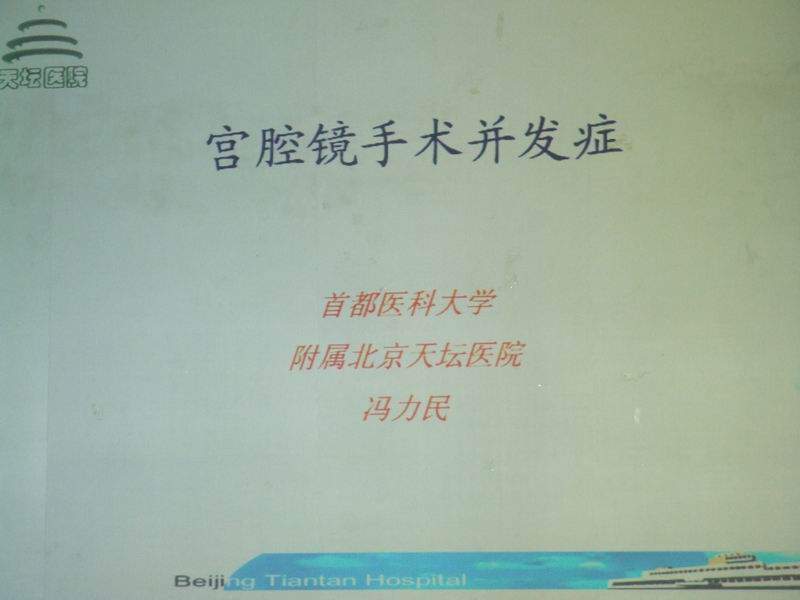 天坛医院
宫腔镜手术并发症
首都医科大学
附属北京天坛医院
冯力民
Beijing Tiantan Hospital